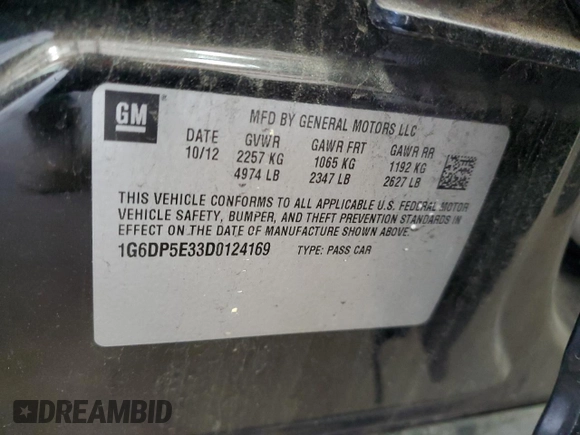 GM
MFD BY GENERAL MOTORS LLC
DATE GVWR GAWR FRT GAWR RR
10/12 2257 KG 1065 KG 1192 KG
4974 LB 2347 LB 2627 LB
THIS VEHICLE CONFORMS TO ALL APPLICABLE U.S. FEDERAL MOTOR
VEHICLE SAFETY, BUMPER, AND THEFT PREVENTION STANDARDS IN
EFFECT ON THE DATE OF MANUFACTURE SHOWN ABOVE.
1G6DP5E33D0124169 TYPE: PASS CAR
DREAMBID